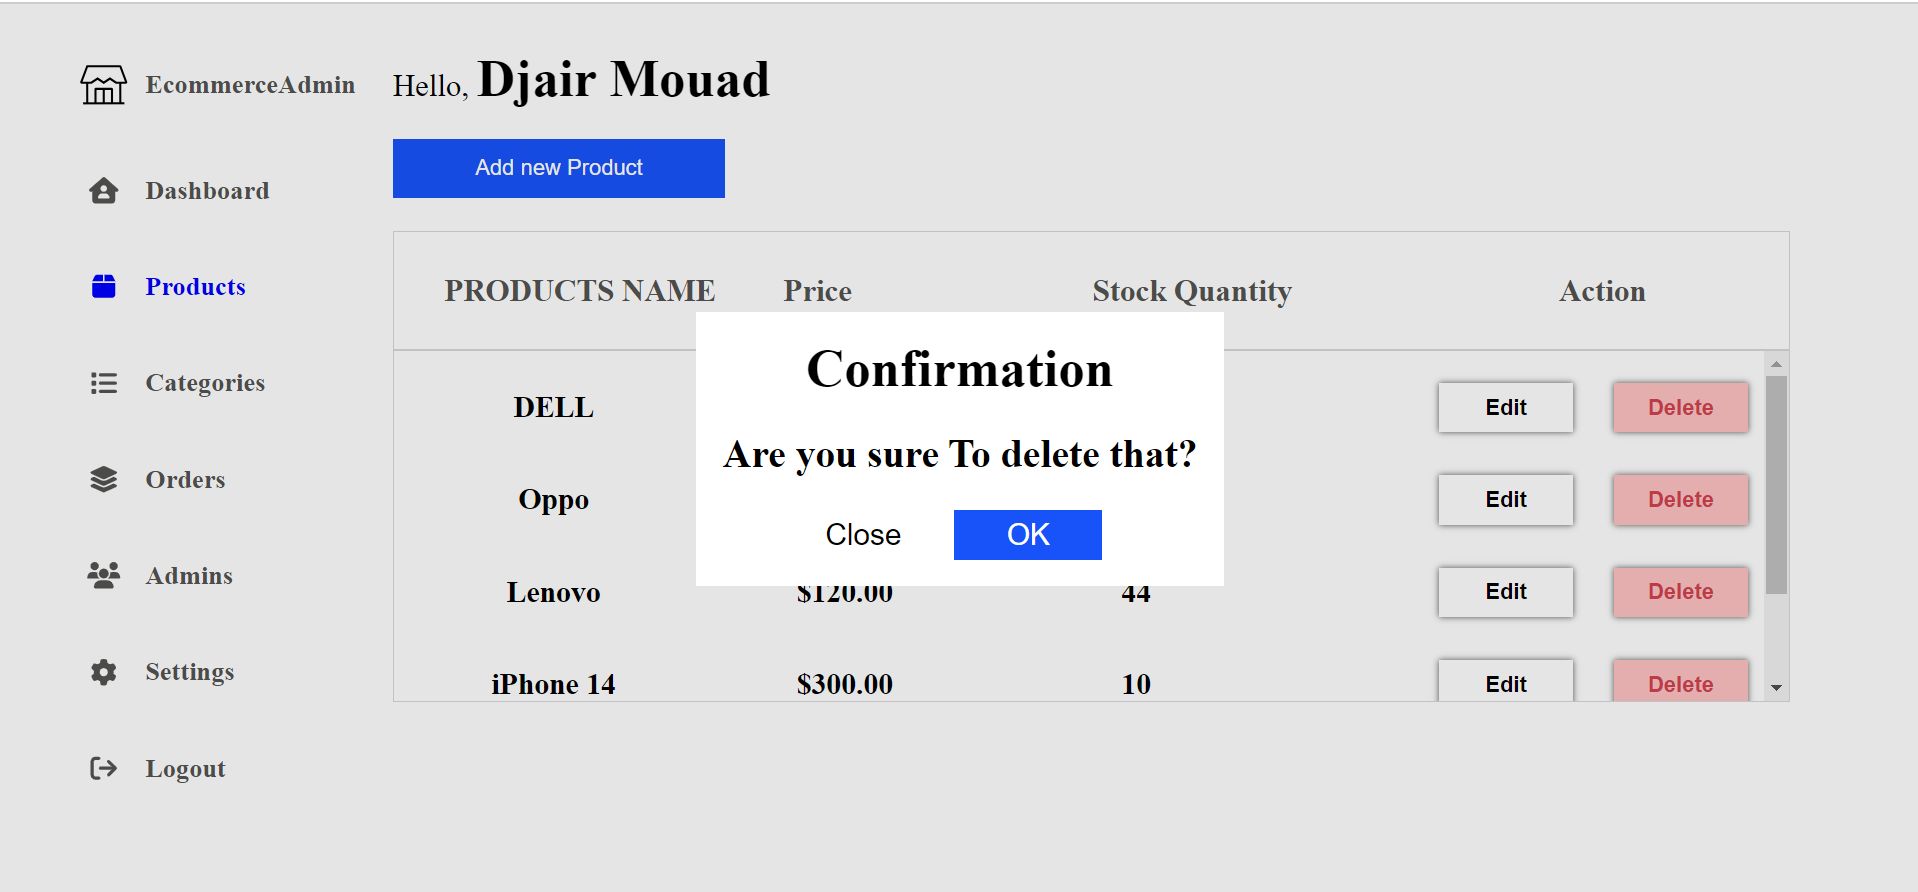 EcommerceAdmin
Hello, Djair Mouad
Add new Product
Dashboard
Products
Categories
Orders
Admins
Settings
Logout
PRODUCTS NAME Price Stock Quantity Action
DELL Edit Delete
Oppo Edit Delete
Lenovo $120.00 44 Edit Delete
iPhone 14 $300.00 10 Edit Delete
Confirmation
Are you sure To delete that?
Close OK